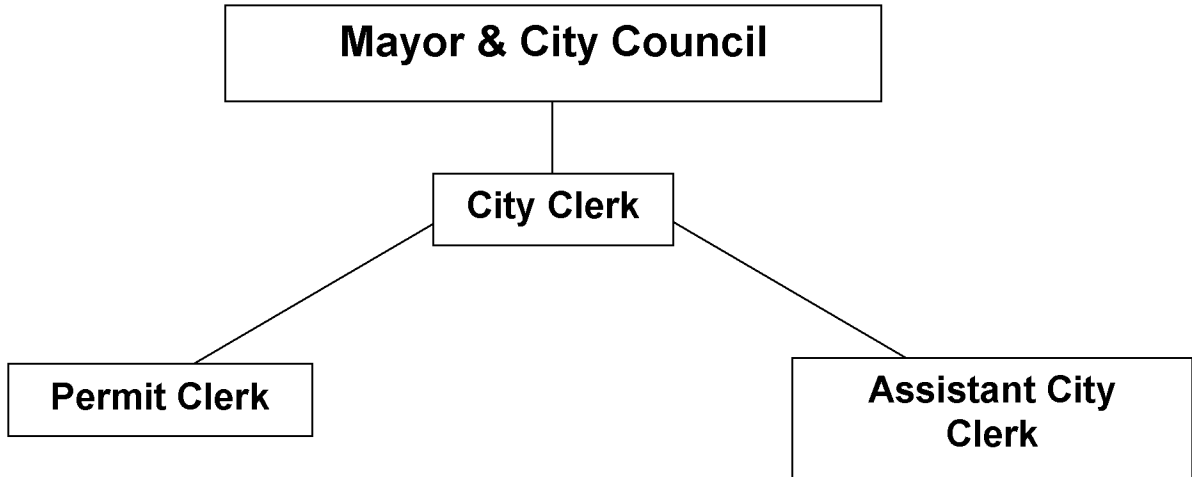 Mayor & City Council
City Clerk
Permit Clerk
Assistant City
Clerk